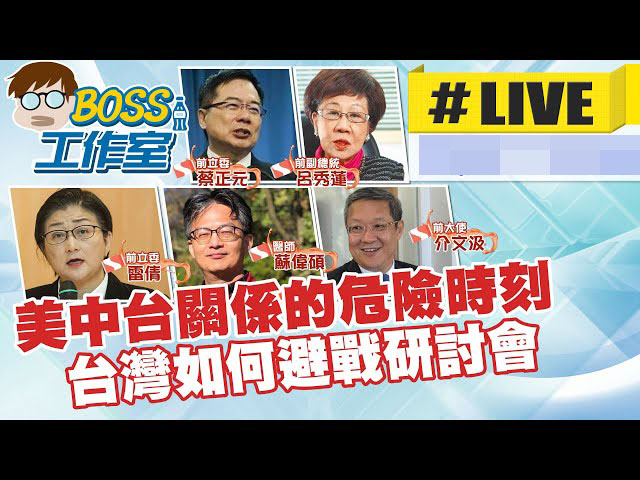 BOSS
工作室
#LIVE
前立委
蔡正元
前副總統
呂秀蓮
前立委
雷倩
醫師
蘇偉碩
前大使
介文汲
美中台關係的危險時刻
台灣如何避戰研討會